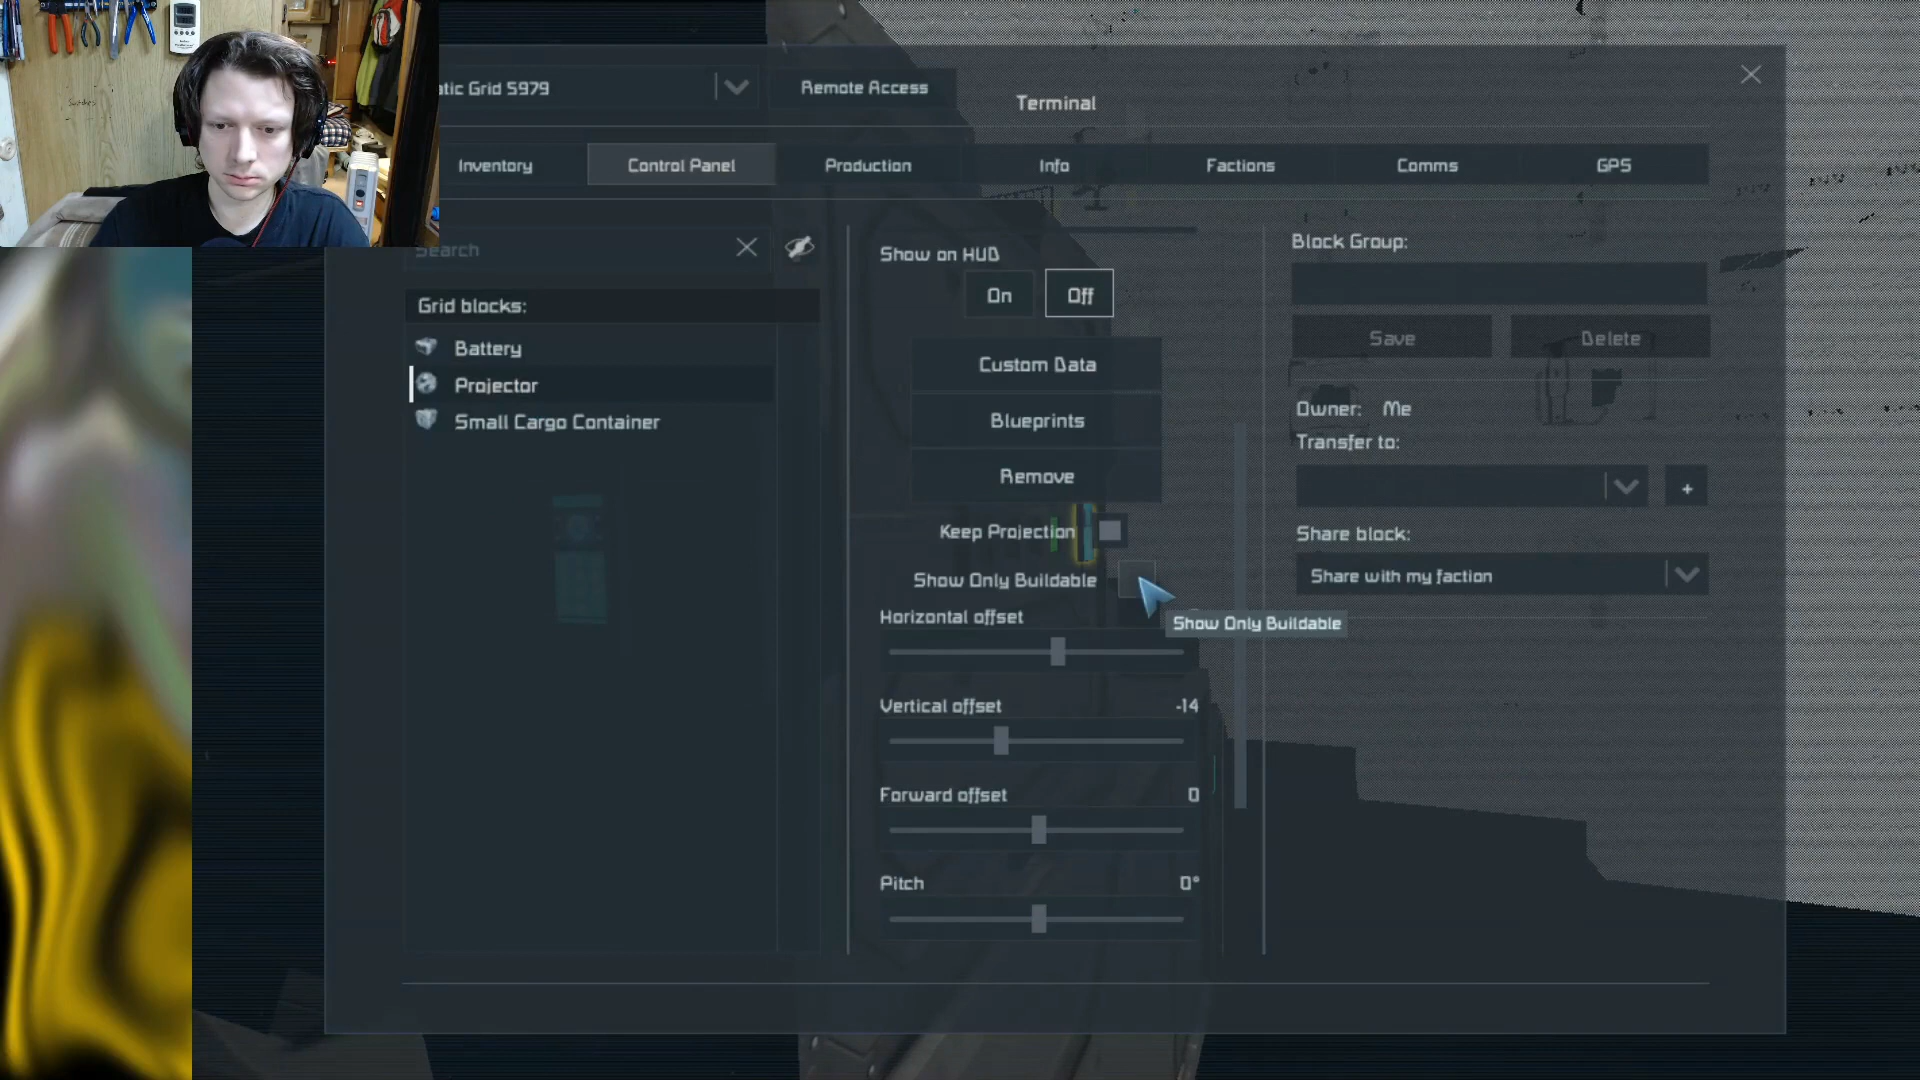 atic Grid 5979
Remote Access
Terminal
Inventory
Control Panel
Production
Info
Factions
Comms
GPS
Search
Grid blocks:
Battery
Projector
Small Cargo Container
Show on HUD
On
Off
Custom Data
Blueprints
Remove
Keep Projection
Show Only Buildable
Show Only Buildable
Horizontal offset
Vertical offset
-14
Forward offset
0
Pitch
0°
Block Group:
Save
Delete
Owner: Me
Transfer to:
+
Share block:
Share with my faction